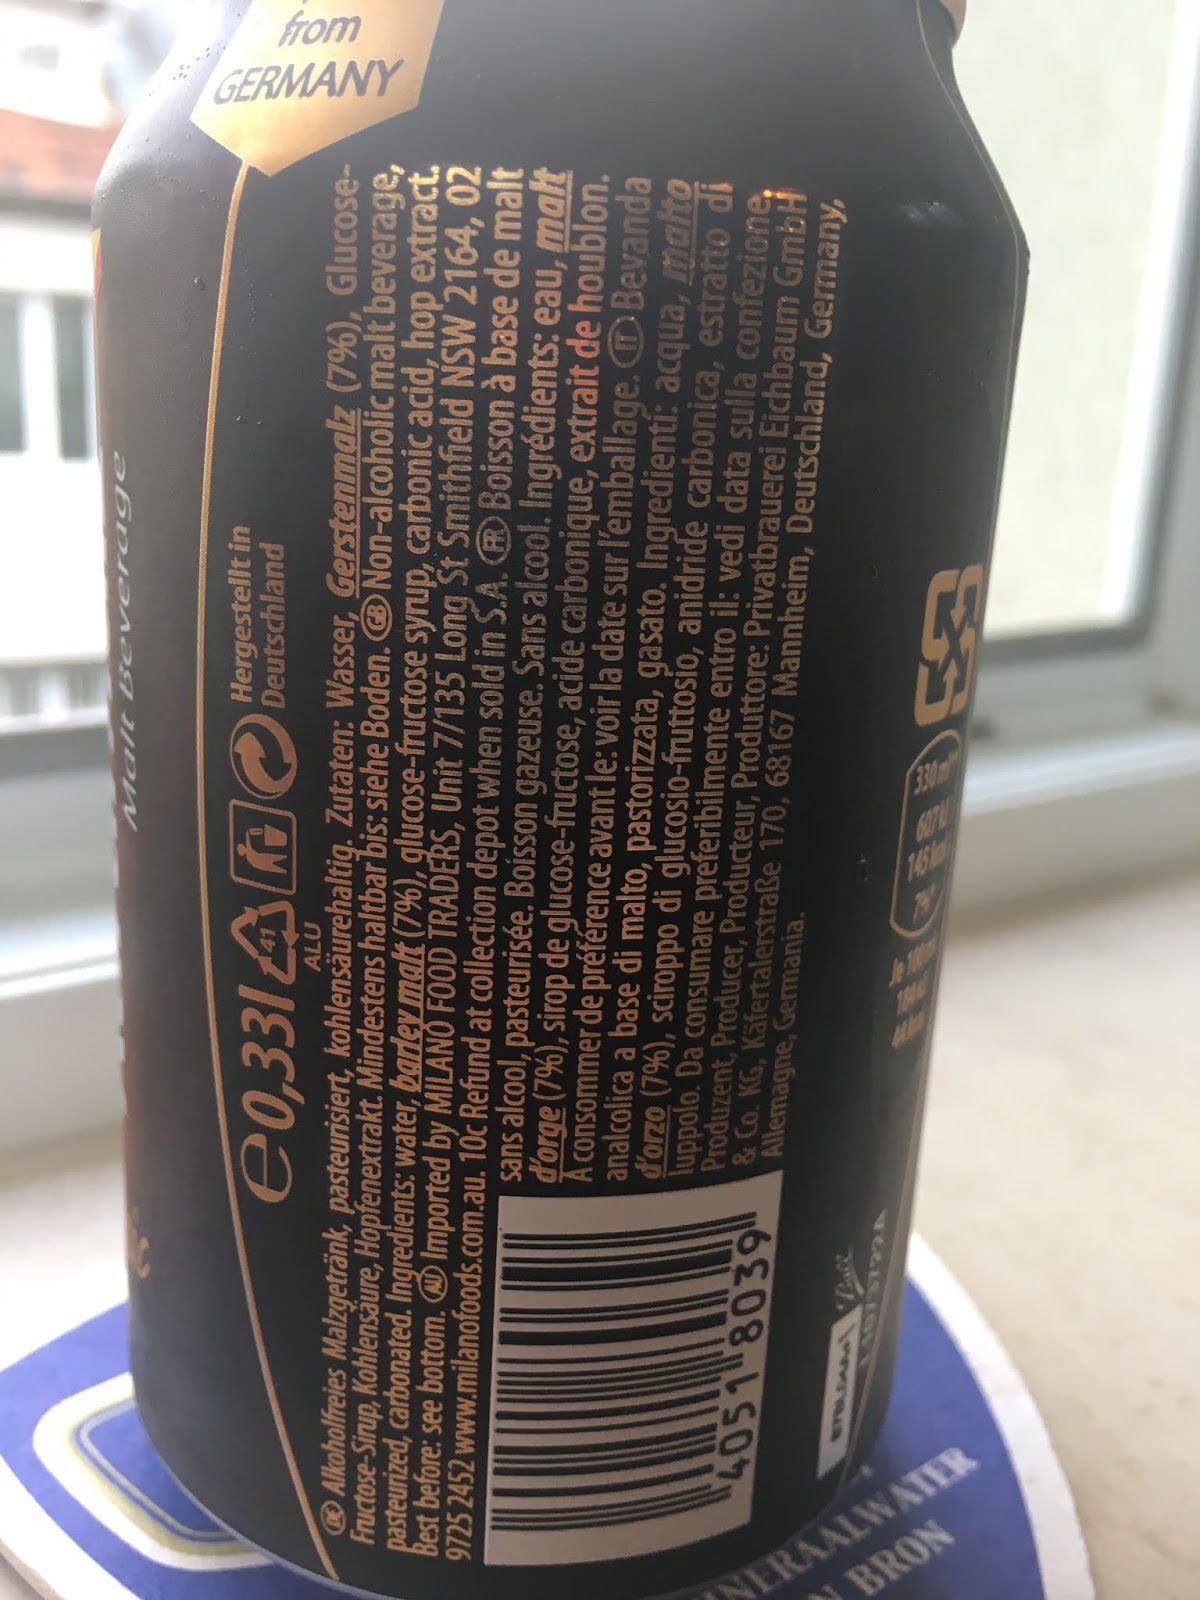 from
GERMANY
Malt Beverage
e0,33l
41
ALU
Hergestellt in
Deutschland
DE Alkoholfreies Malzgetränk, pasteurisiert, kohlensäurehaltig. Zutaten: Wasser, Gerstenmalz (7%), Glucose-
Fructose-Sirup, Kohlensäure, Hopfenextrakt. Mindestens haltbar bis: siehe Boden. GB Non-alcoholic malt beverage,
pasteurized, carbonated. Ingredients: water, barley malt (7%), glucose-fructose syrup, carbonic acid, hop extract.
Best before: see bottom. AU Imported by MILANO FOOD TRADERS, Unit 7/135 Long St Smithfield NSW 2164, 02
9725 2452 www.milanofoods.com.au. 10c Refund at collection depot when sold in S.A. FR Boisson à base de malt
sans alcool, pasteurisée. Boisson gazeuse. Sans alcool. Ingrédients: eau, malt
d'orge (7%), sirop de glucose-fructose, acide carbonique, extrait de houblon.
A consommer de préférence avant le: voir la date sur l'emballage. IT Bevanda
analcolica a base di malto, pastorizzata, gasato. Ingredienti: acqua, malto
d'orzo (7%), sciroppo di glucosio-fruttosio, anidride carbonica, estratto di
luppolo. Da consumare preferibilmente entro il: vedi data sulla confezione.
Produzent, Producer, Producteur, Produttore: Privatbrauerei Eichbaum GmbH
& Co. KG, Käfertalerstraße 170, 68167 Mannheim, Deutschland, Germany,
Allemagne, Germania.
40518039
330 ml
607 kJ
145 kcal
7%
Je 100 ml
184 kJ
44 kcal
Ball
MINERAALWATER
BRON